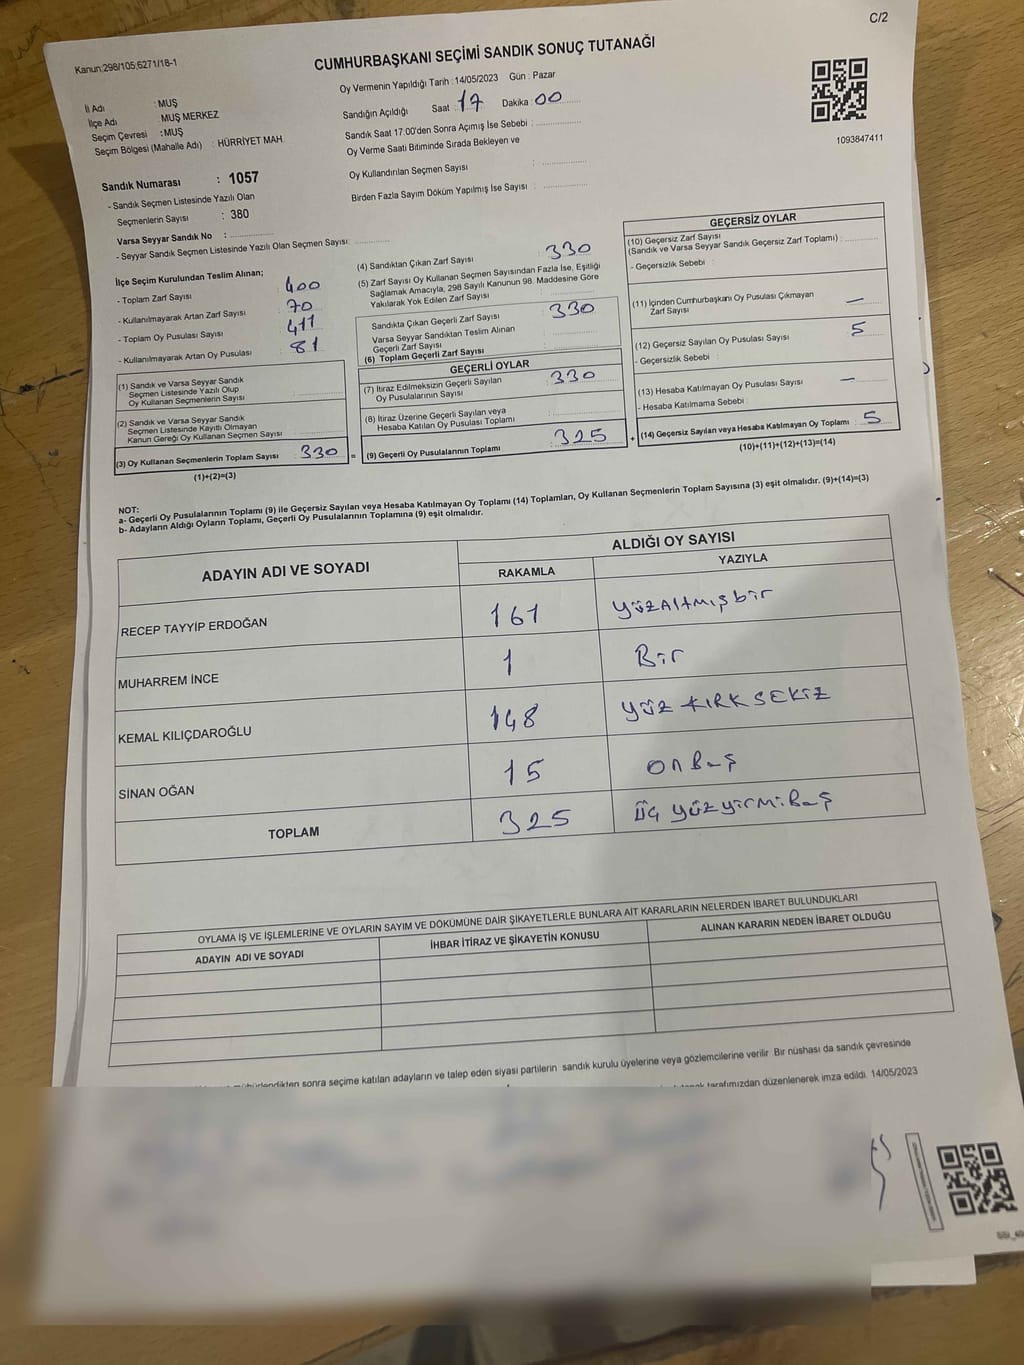 C/2
Kanun:298/105;6271/18-1
CUMHURBAŞKANI SEÇİMİ SANDIK SONUÇ TUTANAĞI
İl Adı : MUŞ
İlçe Adı : MUŞ MERKEZ
Seçim Çevresi : MUŞ
Seçim Bölgesi (Mahalle Adı) : HÜRRİYET MAH.
Sandık Numarası : 1057
- Sandık Seçmen Listesinde Yazılı Olan
Seçmenlerin Sayısı : 380
Varsa Seyyar Sandık No :
- Seyyar Sandık Seçmen Listesinde Yazılı Olan Seçmen Sayısı:
Oy Vermenin Yapıldığı Tarih : 14/05/2023 Gün : Pazar
Sandığın Açıldığı Saat : 17 Dakika : 00
Sandık Saat 17:00'den Sonra Açımış İse Sebebi :
Oy Verme Saati Bitiminde Sırada Bekleyen ve
Oy Kullandırılan Seçmen Sayısı :
Birden Fazla Sayım Döküm Yapılmış İse Sayısı :
1093847411
İlçe Seçim Kurulundan Teslim Alınan;
- Toplam Zarf Sayısı : 400
- Kullanılmayarak Artan Zarf Sayısı : 70
- Toplam Oy Pusulası Sayısı : 411
- Kullanılmayarak Artan Oy Pusulası : 81
(1) Sandık ve Varsa Seyyar Sandık
Seçmen Listesinde Yazılı Olup
Oy Kullanan Seçmenlerin Sayısı :
(2) Sandık ve Varsa Seyyar Sandık
Seçmen Listesinde Kayıtlı Olmayan
Kanun Gereği Oy Kullanan Seçmen Sayısı :
(3) Oy Kullanan Seçmenlerin Toplam Sayısı : 330
(1)+(2)=(3)
(4) Sandıktan Çıkan Zarf Sayısı : 330
(5) Zarf Sayısı Oy Kullanan Seçmen Sayısından Fazla İse, Eşitliği
Sağlamak Amacıyla, 298 Sayılı Kanunun 98. Maddesine Göre
Yakılarak Yok Edilen Zarf Sayısı :
Sandıkta Çıkan Geçerli Zarf Sayısı : 330
Varsa Seyyar Sandıktan Teslim Alınan
Geçerli Zarf Sayısı :
(6) Toplam Geçerli Zarf Sayısı :
GEÇERLİ OYLAR
(7) İtiraz Edilmeksizin Geçerli Sayılan
Oy Pusulalarının Sayısı : 330
(8) İtiraz Üzerine Geçerli Sayılan veya
Hesaba Katılan Oy Pusulası Toplamı :
= (9) Geçerli Oy Pusulalarının Toplamı : 325
GEÇERSİZ OYLAR
(10) Geçersiz Zarf Sayısı
(Sandık ve Varsa Seyyar Sandık Geçersiz Zarf Toplamı) :
- Geçersizlik Sebebi :
(11) İçinden Cumhurbaşkanı Oy Pusulası Çıkmayan
Zarf Sayısı : —
(12) Geçersiz Sayılan Oy Pusulası Sayısı : 5
- Geçersizlik Sebebi :
(13) Hesaba Katılmayan Oy Pusulası Sayısı : —
- Hesaba Katılmama Sebebi :
+ (14) Geçersiz Sayılan veya Hesaba Katılmayan Oy Toplamı : 5
(10)+(11)+(12)+(13)=(14)
NOT:
a- Geçerli Oy Pusulalarının Toplamı (9) ile Geçersiz Sayılan veya Hesaba Katılmayan Oy Toplamı (14) Toplamları, Oy Kullanan Seçmenlerin Toplam Sayısına (3) eşit olmalıdır. (9)+(14)=(3)
b- Adayların Aldığı Oyların Toplamı, Geçerli Oy Pusulalarının Toplamına (9) eşit olmalıdır.
ADAYIN ADI VE SOYADI
ALDIĞI OY SAYISI
RAKAMLA YAZIYLA
RECEP TAYYİP ERDOĞAN 161 yüzAltmışbir
MUHARREM İNCE 1 Bir
KEMAL KILIÇDAROĞLU 148 yüz KIRK SEKİZ
SİNAN OĞAN 15 on Beş
TOPLAM 325 üç yüz yirmi Beş
OYLAMA İŞ VE İŞLEMLERİNE VE OYLARIN SAYIM VE DÖKÜMÜNE DAİR ŞİKAYETLERLE BUNLARA AİT KARARLARIN NELERDEN İBARET BULUNDUKLARI
ADAYIN ADI VE SOYADI İHBAR İTİRAZ VE ŞİKAYETİN KONUSU ALINAN KARARIN NEDEN İBARET OLDUĞU
sonra seçime katılan adayların ve talep eden siyasi partilerin sandık kurulu üyelerine veya gözlemcilerine verilir. Bir nüshası da sandık çevresinde
tarafımızdan düzenlenerek imza edildi. 14/05/2023